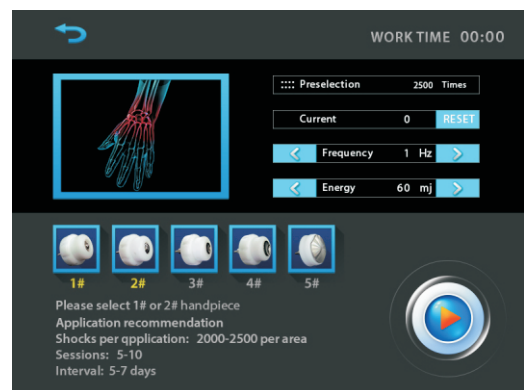 WORK TIME 00:00
:::: Preselection 2500 Times
Current 0 RESET
Frequency 1 Hz
Energy 60 mj
1# 2# 3# 4# 5#
Please select 1# or 2# handpiece
Application recommendation
Shocks per qpplication: 2000-2500 per area
Sessions: 5-10
Interval: 5-7 days